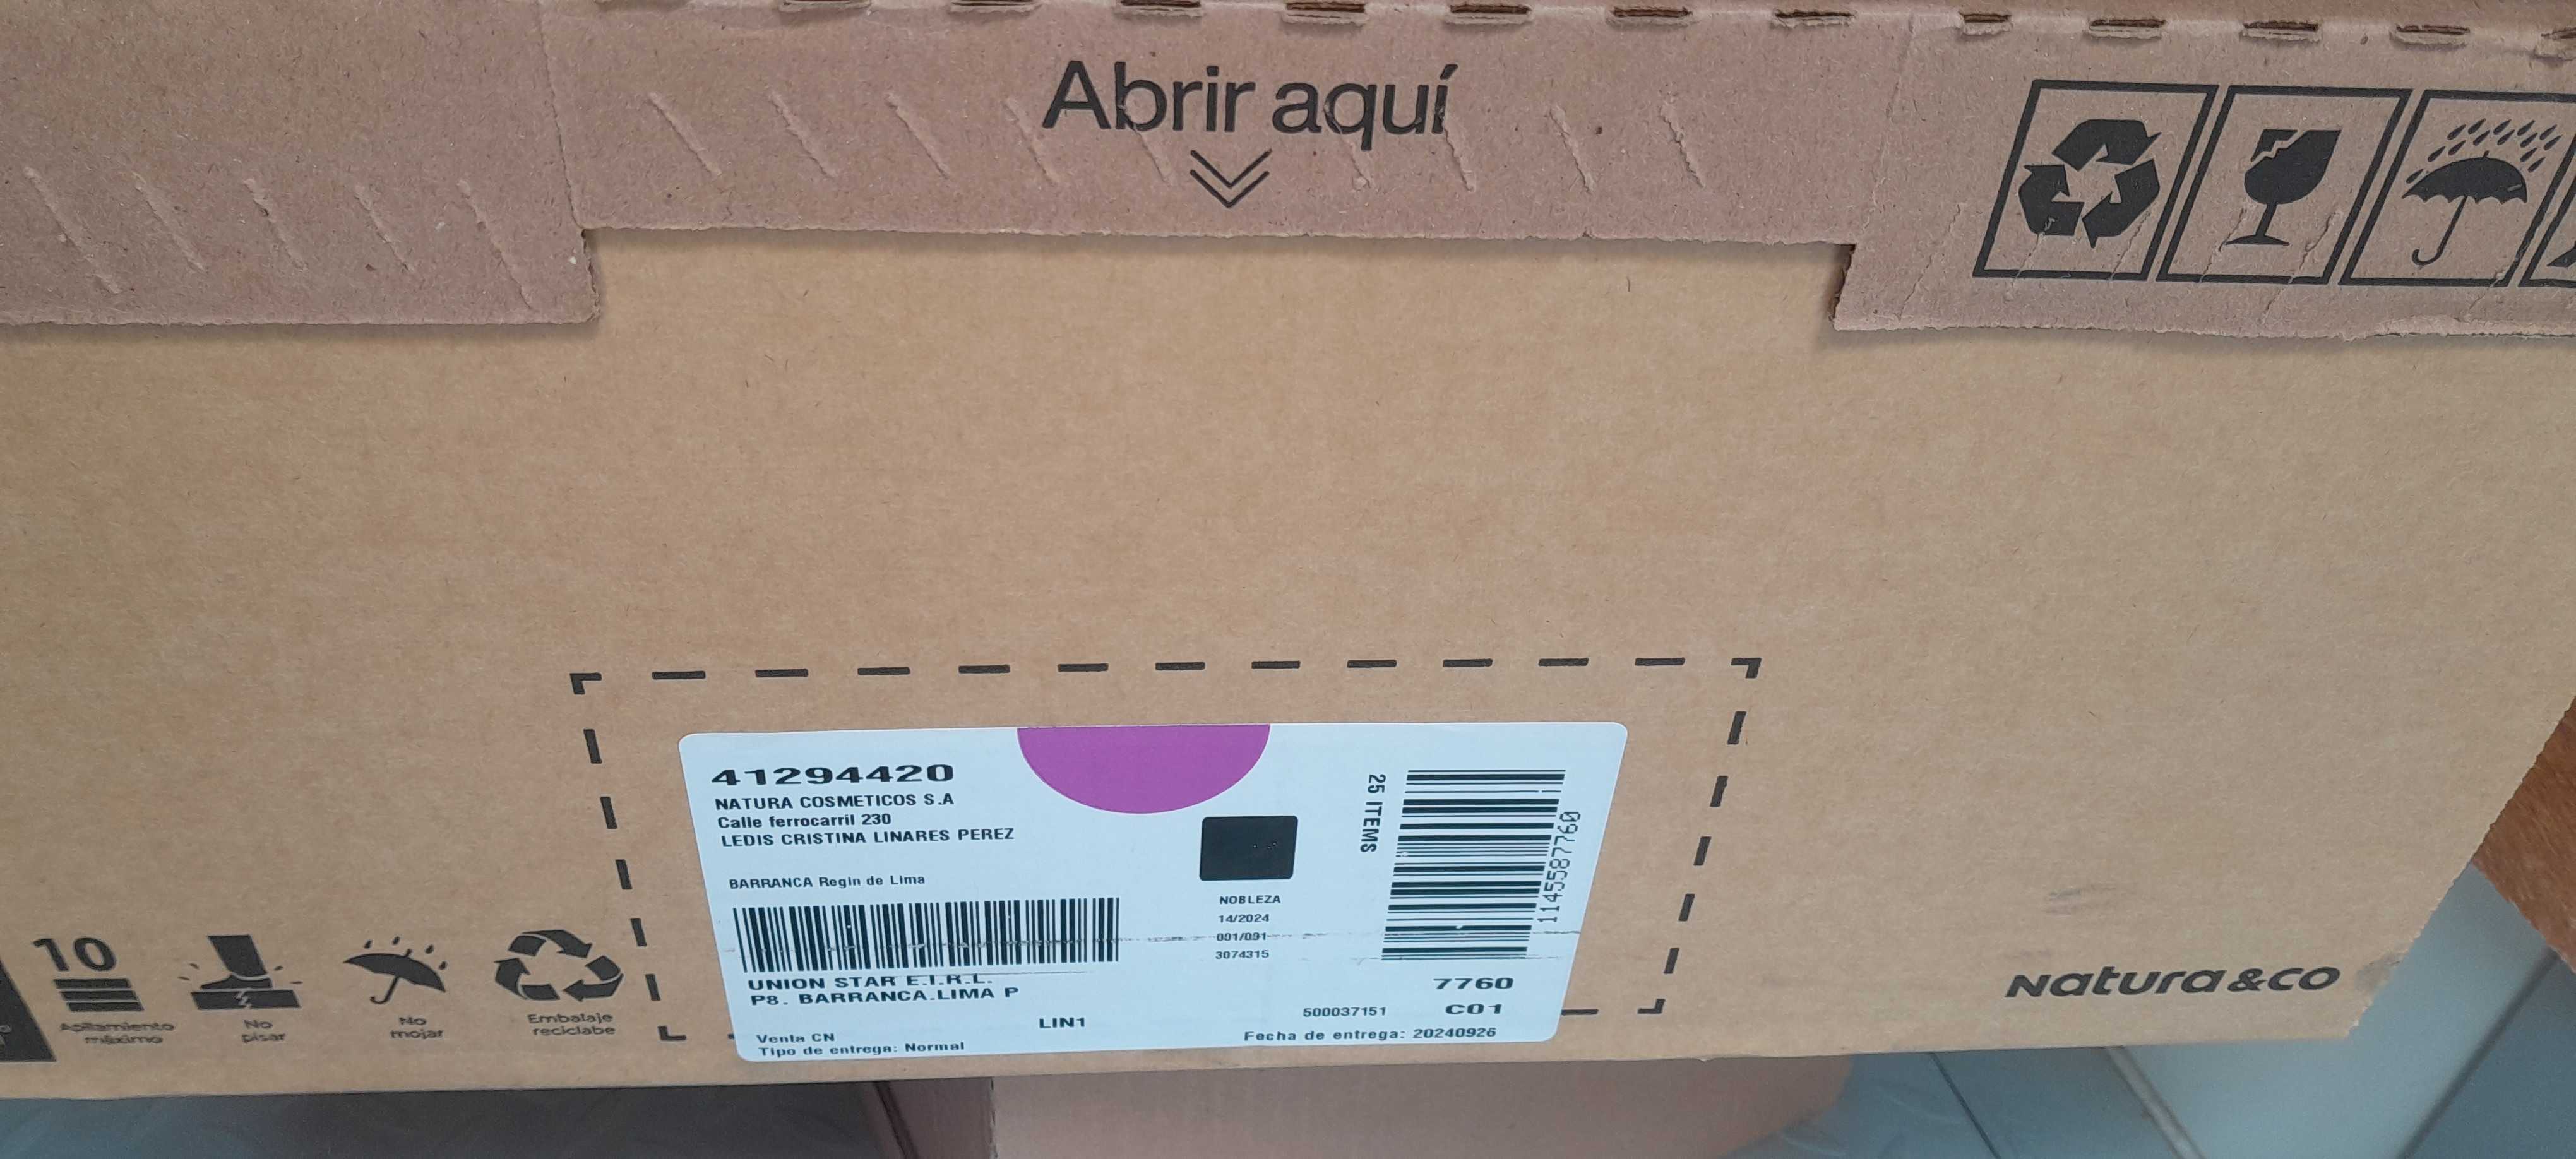 Abrir aquí
41294420
NATURA COSMETICOS S.A
Calle ferrocarril 230
LEDIS CRISTINA LINARES PEREZ
BARRANCA Regin de Lima
UNION STAR E.I.R.L.
P8. BARRANCA.LIMA P
LIN1
Venta CN
Tipo de entrega: Normal
NOBLEZA
14/2024
001/001
3074315
25 ITEMS
1145587760
7760
500037151 C01
Fecha de entrega: 20240926
10
Apilamiento
máximo
No
pisar
No
mojar
Embalaje
reciclabe
Natura&co